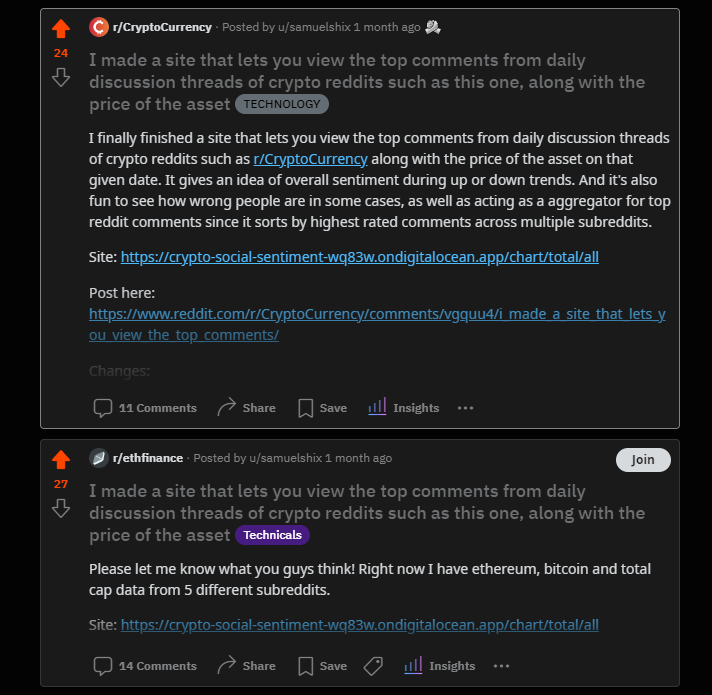 r/CryptoCurrency · Posted by u/samuelshix 1 month ago
24
I made a site that lets you view the top comments from daily
discussion threads of crypto reddits such as this one, along with the
price of the asset TECHNOLOGY
I finally finished a site that lets you view the top comments from daily discussion threads
of crypto reddits such as r/CryptoCurrency along with the price of the asset on that
given date. It gives an idea of overall sentiment during up or down trends. And it's also
fun to see how wrong people are in some cases, as well as acting as a aggregator for top
reddit comments since it sorts by highest rated comments across multiple subreddits.
Site: https://crypto-social-sentiment-wq83w.ondigitalocean.app/chart/total/all
Post here:
https://www.reddit.com/r/CryptoCurrency/comments/vgquu4/i_made_a_site_that_lets_y
ou_view_the_top_comments/
Changes:
11 Comments Share Save Insights
r/ethfinance · Posted by u/samuelshix 1 month ago Join
27
I made a site that lets you view the top comments from daily
discussion threads of crypto reddits such as this one, along with the
price of the asset Technicals
Please let me know what you guys think! Right now I have ethereum, bitcoin and total
cap data from 5 different subreddits.
Site: https://crypto-social-sentiment-wq83w.ondigitalocean.app/chart/total/all
14 Comments Share Save Insights